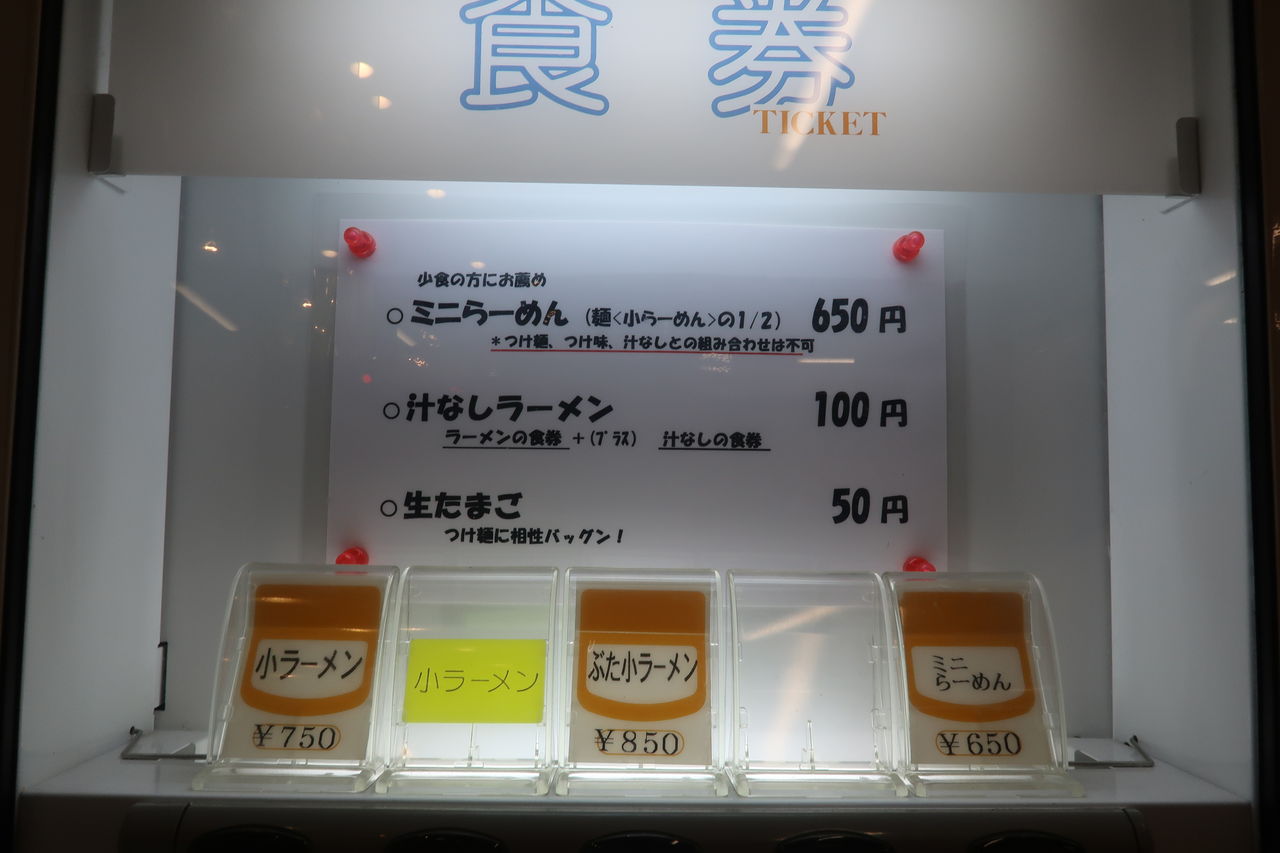 食券
TICKET
少食の方にお薦め
○ミニらーめん（麺<小らーめん>の1/2） 650円
＊つけ麺、つけ味、汁なしとの組み合わせは不可
○汁なしラーメン 100円
ラーメンの食券＋(プラス) 汁なしの食券
○生たまご 50円
つけ麺に相性バッグン！
小ラーメン
￥750
小ラーメン
ぶた小ラーメン
￥850
ミニ
らーめん
￥650